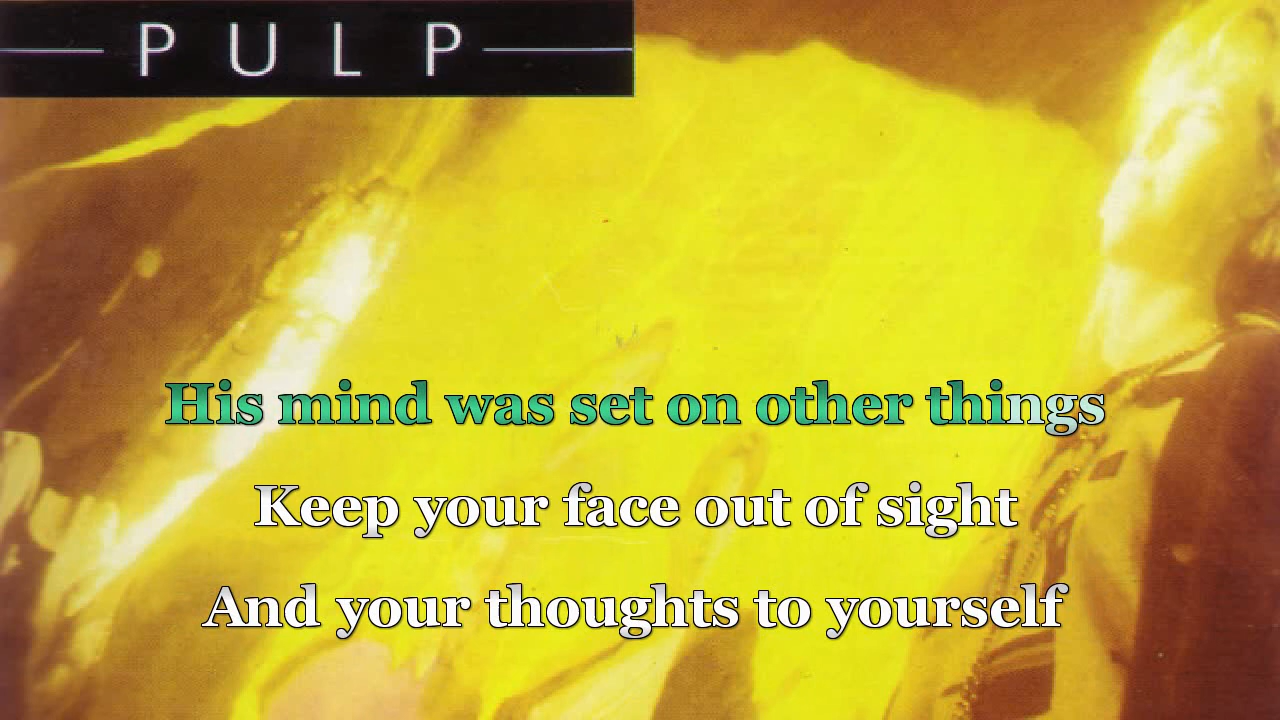 PULP
His mind was set on other things
Keep your face out of sight
And your thoughts to yourself